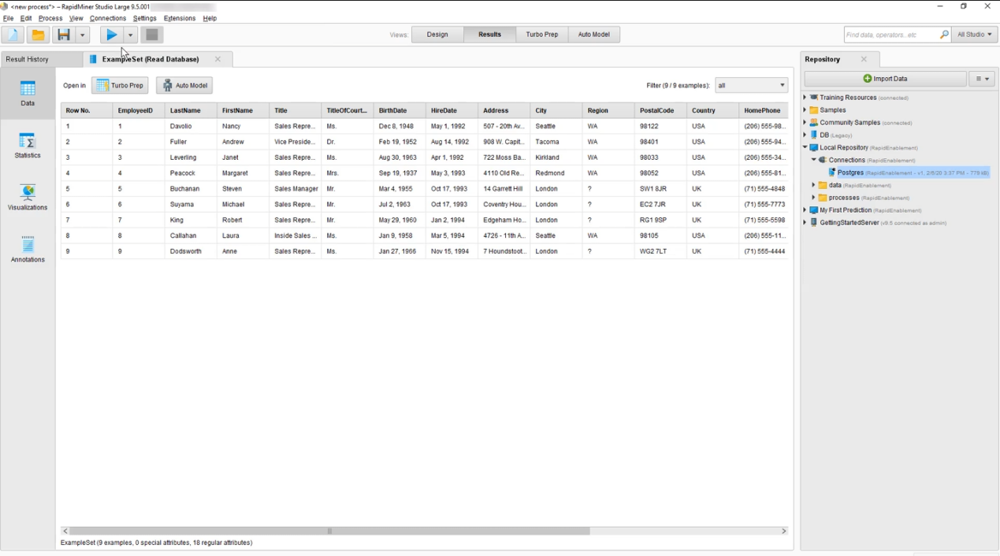 <new process*> – RapidMiner Studio Large 9.5.001
File Edit Process View Connections Settings Extensions Help
Views: Design Results Turbo Prep Auto Model
Find data, operators...etc All Studio
Result History ExampleSet (Read Database)
Repository
Data
Statistics
Visualizations
Annotations
Open in Turbo Prep Auto Model Filter (9 / 9 examples): all
Row No. EmployeeID LastName FirstName Title TitleOfCourt... BirthDate HireDate Address City Region PostalCode Country HomePhone
1 1 Davolio Nancy Sales Repre... Ms. Dec 8, 1948 May 1, 1992 507 - 20th Av... Seattle WA 98122 USA (206) 555-98...
2 2 Fuller Andrew Vice Preside... Dr. Feb 19, 1952 Aug 14, 1992 908 W. Capit... Tacoma WA 98401 USA (206) 555-94...
3 3 Leverling Janet Sales Repre... Ms. Aug 30, 1963 Apr 1, 1992 722 Moss Ba... Kirkland WA 98033 USA (206) 555-34...
4 4 Peacock Margaret Sales Repre... Mrs. Sep 19, 1937 May 3, 1993 4110 Old Re... Redmond WA 98052 USA (206) 555-81...
5 5 Buchanan Steven Sales Manager Mr. Mar 4, 1955 Oct 17, 1993 14 Garrett Hill London ? SW1 8JR UK (71) 555-4848
6 6 Suyama Michael Sales Repre... Mr. Jul 2, 1963 Oct 17, 1993 Coventry Hou... London ? EC2 7JR UK (71) 555-7773
7 7 King Robert Sales Repre... Mr. May 29, 1960 Jan 2, 1994 Edgeham Ho... London ? RG1 9SP UK (71) 555-5598
8 8 Callahan Laura Inside Sales ... Ms. Jan 9, 1958 Mar 5, 1994 4726 - 11th A... Seattle WA 98105 USA (206) 555-11...
9 9 Dodsworth Anne Sales Repre... Ms. Jan 27, 1966 Nov 15, 1994 7 Houndstoot... London ? WG2 7LT UK (71) 555-4444
ExampleSet (9 examples, 0 special attributes, 18 regular attributes)
Import Data
Training Resources (connected)
Samples
Community Samples (connected)
DB (Legacy)
Local Repository (RapidEnablement)
Connections (RapidEnablement)
Postgres (RapidEnablement - v1, 2/6/20 3:37 PM - 779 kB)
data (RapidEnablement)
processes (RapidEnablement)
My First Prediction (RapidEnablement)
GettingStartedServer (v9.5 connected as admin)